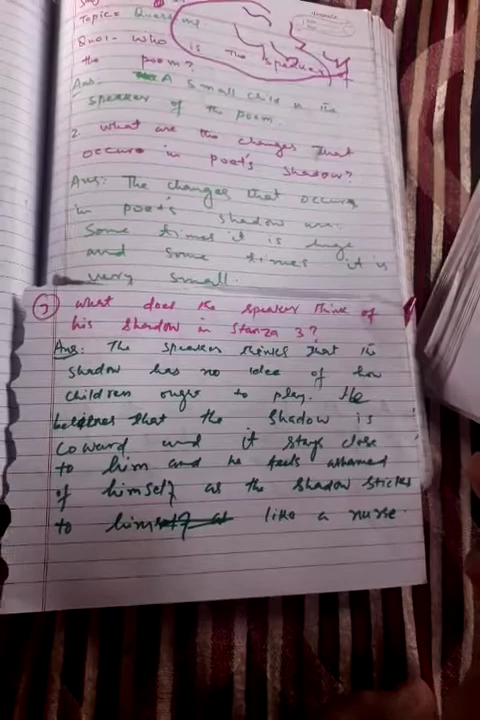 Topic: Question
Que1- Who is the speaker of
the poem?
Ans: A small child is the
speaker of the poem.
2. What are the changes that
occurs in poet's shadow?
Ans: The changes that occurs
in poet's shadow are:
Some times it is huge
and some times it is
very small.
3 What does the speaker think of
his shadow in stanza 3?
Ans: The speaker thinks that the
shadow has no idea of how
children ought to play. He
believes that the shadow is
coward and it stays close
to him and he feels ashamed
of himself as the shadow sticks
to him like a nurse.